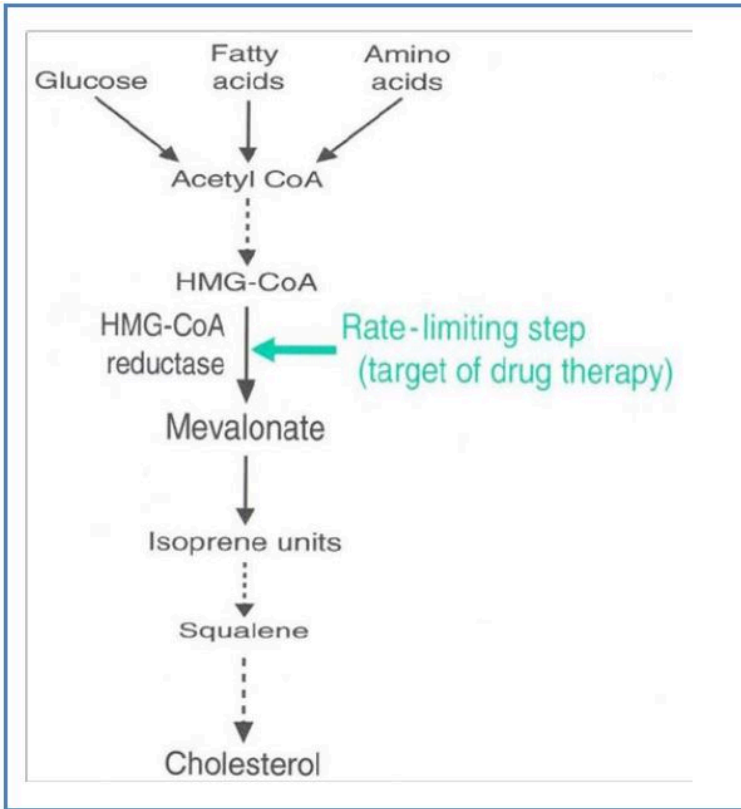 Glucose
Fatty
acids
Amino
acids
Acetyl CoA
HMG-CoA
HMG-CoA
reductase
Rate-limiting step
(target of drug therapy)
Mevalonate
Isoprene units
Squalene
Cholesterol